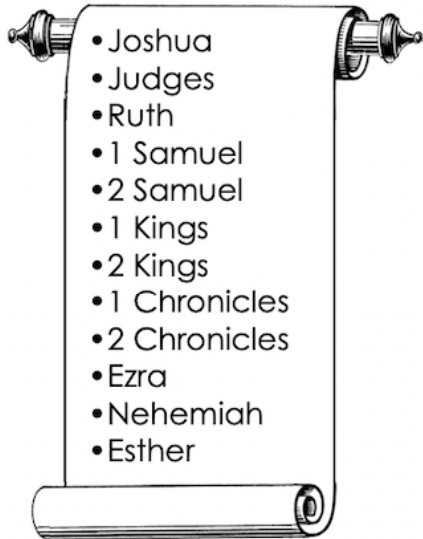 •Joshua
•Judges
•Ruth
•1 Samuel
•2 Samuel
•1 Kings
•2 Kings
•1 Chronicles
•2 Chronicles
•Ezra
•Nehemiah
•Esther